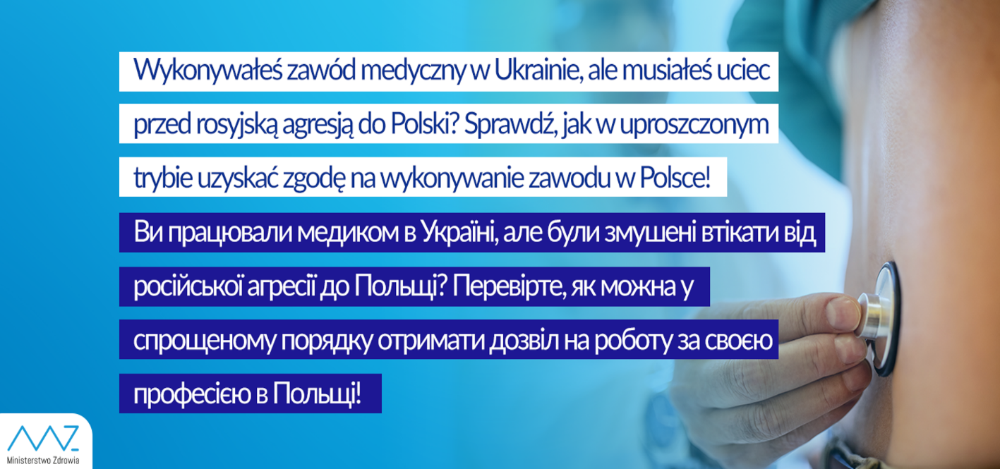 Wykonywałeś zawód medyczny w Ukrainie, ale musiałeś uciec
przed rosyjską agresją do Polski? Sprawdź, jak w uproszczonym
trybie uzyskać zgodę na wykonywanie zawodu w Polsce!
Ви працювали медиком в Україні, але були змушені втікати від
російської агресії до Польщі? Перевірте, як можна у
спрощеному порядку отримати дозвіл на роботу за своєю
професією в Польщі!
MZ
Ministerstwo Zdrowia